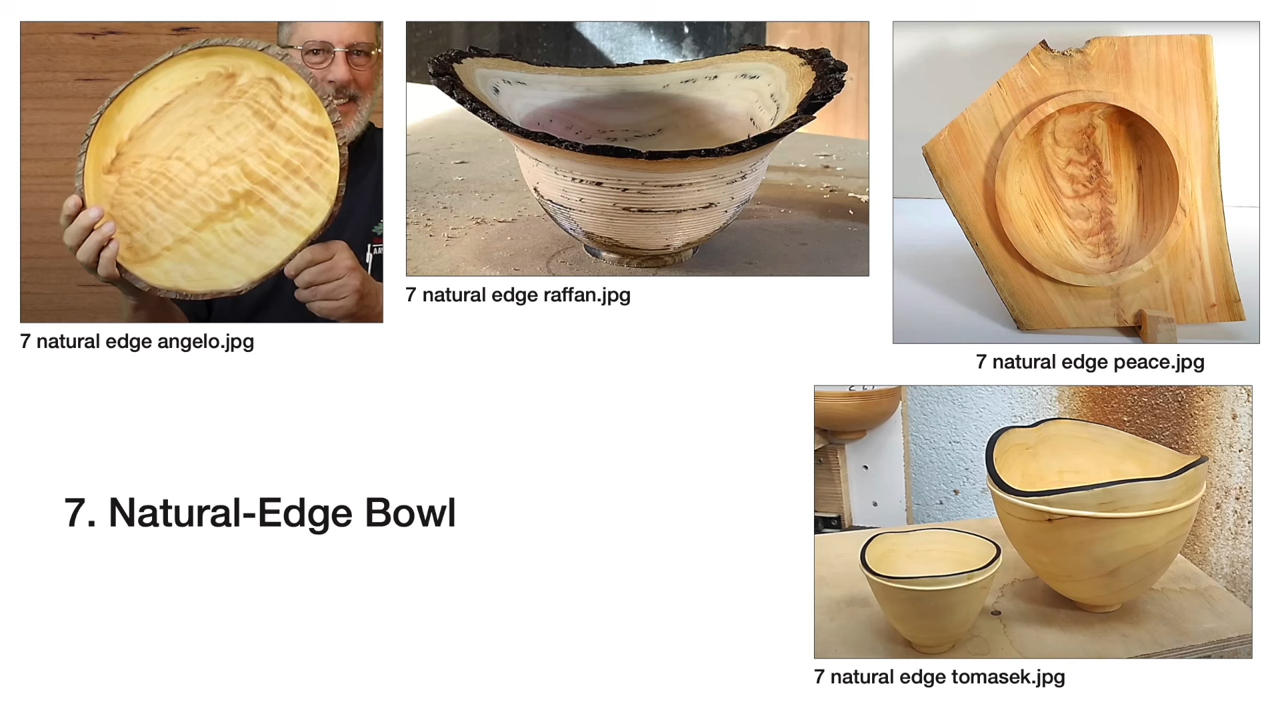 7 natural edge angelo.jpg
7 natural edge raffan.jpg
7 natural edge peace.jpg
7. Natural-Edge Bowl
7 natural edge tomasek.jpg